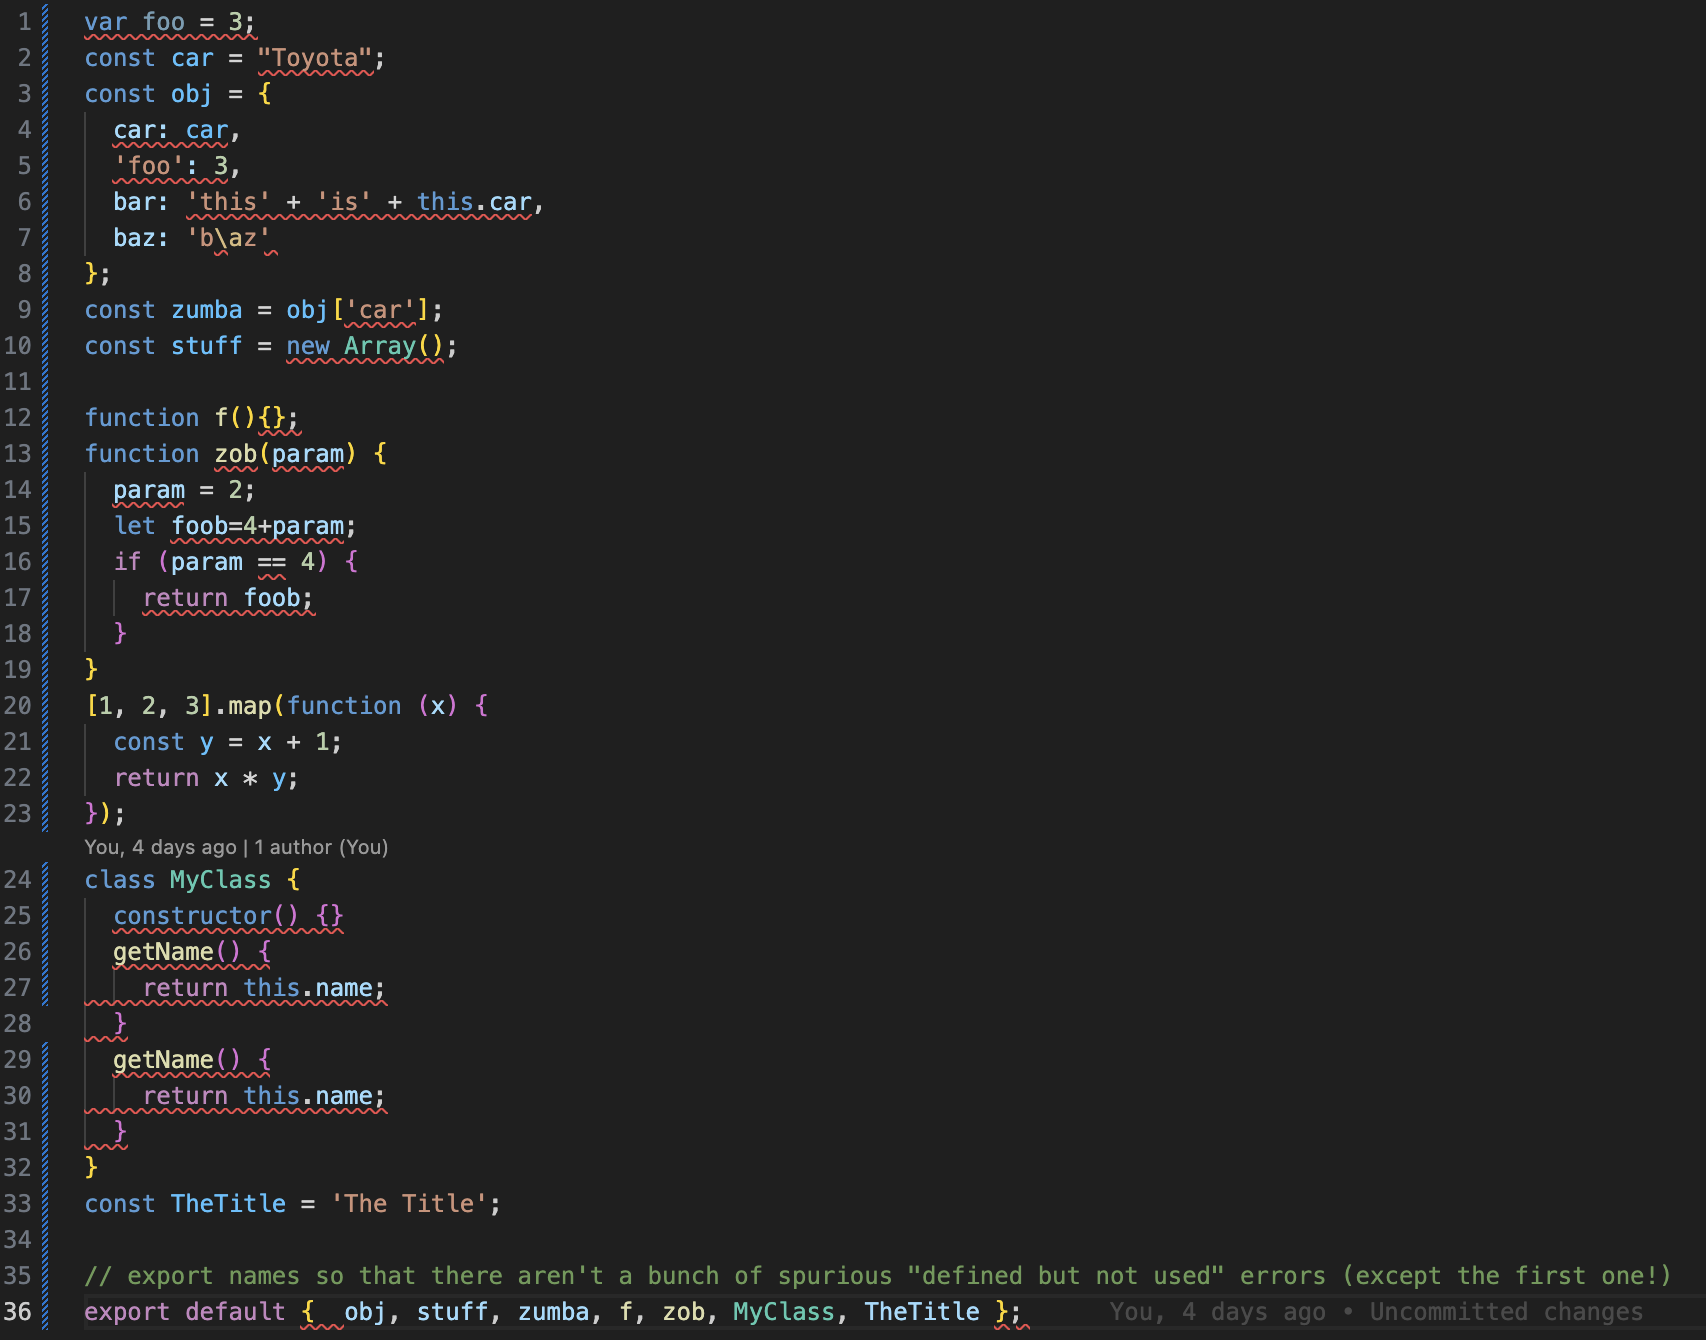 1 var foo = 3;
2 const car = "Toyota";
3 const obj = {
4   car: car,
5   'foo': 3,
6   bar: 'this' + 'is' + this.car,
7   baz: 'b\az'
8 };
9 const zumba = obj['car'];
10 const stuff = new Array();
11
12 function f(){};
13 function zob(param) {
14   param = 2;
15   let foob=4+param;
16   if (param == 4) {
17     return foob;
18   }
19 }
20 [1, 2, 3].map(function (x) {
21   const y = x + 1;
22   return x * y;
23 });
You, 4 days ago | 1 author (You)
24 class MyClass {
25   constructor() {}
26   getName() {
27     return this.name;
28   }
29   getName() {
30     return this.name;
31   }
32 }
33 const TheTitle = 'The Title';
34
35 // export names so that there aren't a bunch of spurious "defined but not used" errors (except the first one!)
36 export default {  obj, stuff, zumba, f, zob, MyClass, TheTitle }; You, 4 days ago • Uncommitted changes